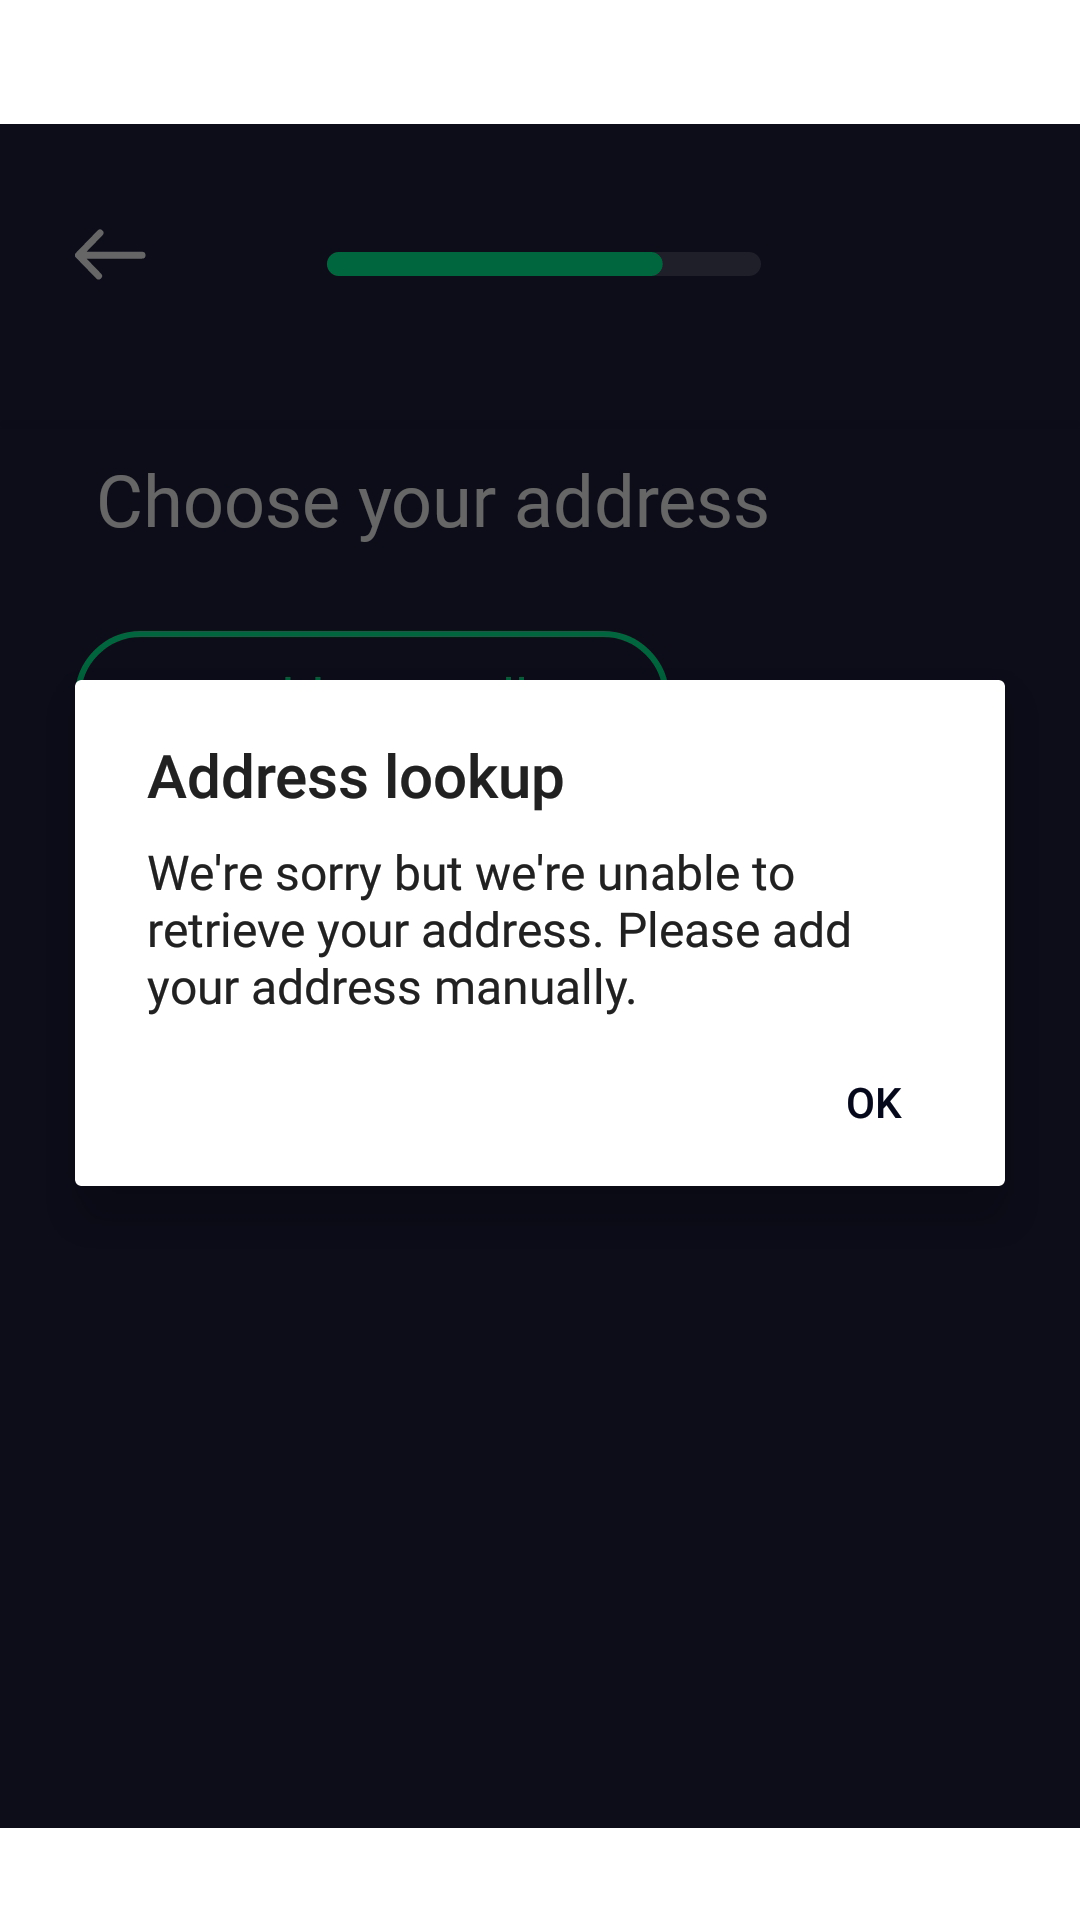 Choose your address
Address lookup
We're sorry but we're unable to
retrieve your address. Please add
your address manually.
OK